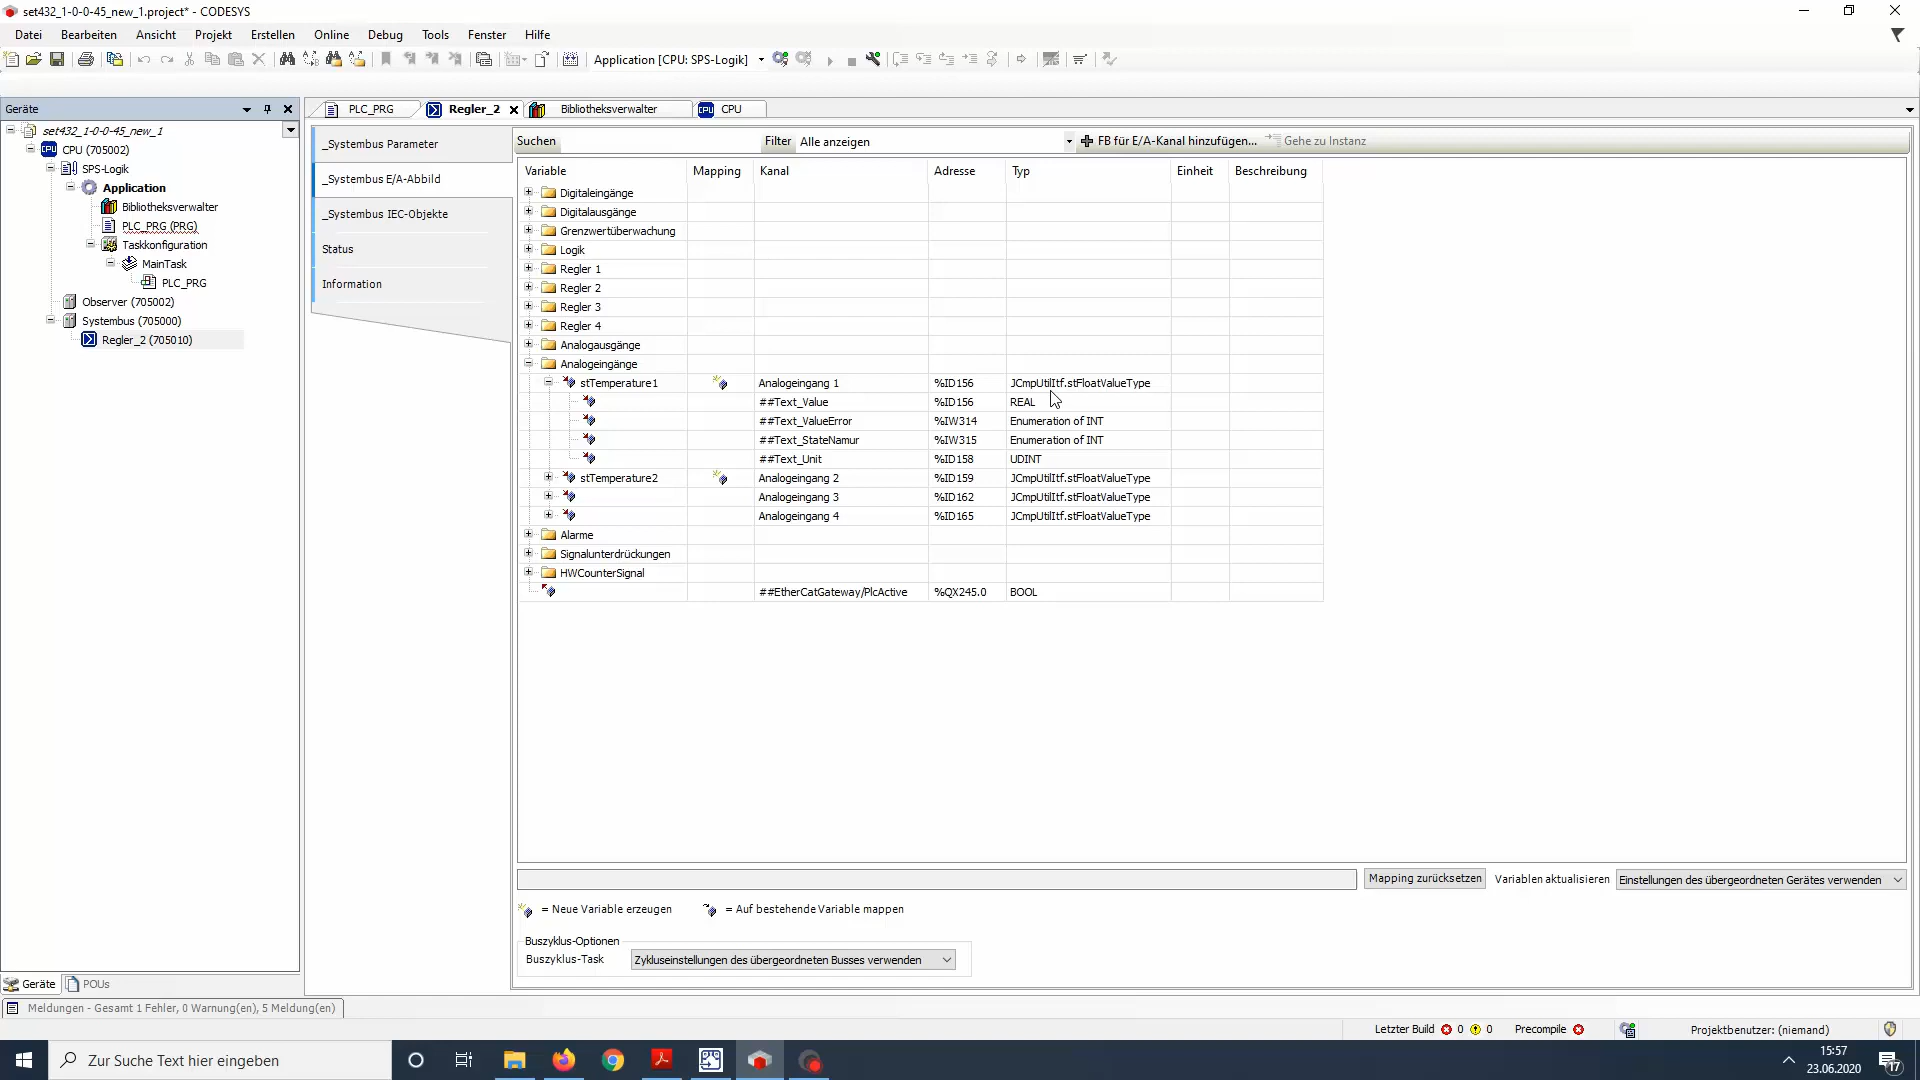 set432_1-0-0-45_new_1.project* - CODESYS
Datei Bearbeiten Ansicht Projekt Erstellen Online Debug Tools Fenster Hilfe
Application [CPU: SPS-Logik]
Geräte
set432_1-0-0-45_new_1
CPU (705002)
SPS-Logik
Application
Bibliotheksverwalter
PLC_PRG (PRG)
Taskkonfiguration
MainTask
PLC_PRG
Observer (705002)
Systembus (705000)
Regler_2 (705010)
Geräte POUs
PLC_PRG Regler_2 Bibliotheksverwalter CPU CPU
_Systembus Parameter
_Systembus E/A-Abbild
_Systembus IEC-Objekte
Status
Information
Suchen Filter Alle anzeigen FB für E/A-Kanal hinzufügen... Gehe zu Instanz
Variable Mapping Kanal Adresse Typ Einheit Beschreibung
Digitaleingänge
Digitalausgänge
Grenzwertüberwachung
Logik
Regler 1
Regler 2
Regler 3
Regler 4
Analogausgänge
Analogeingänge
stTemperature1 Analogeingang 1 %ID156 JCmpUtilItf.stFloatValueType
##Text_Value %ID156 REAL
##Text_ValueError %IW314 Enumeration of INT
##Text_StateNamur %IW315 Enumeration of INT
##Text_Unit %ID158 UDINT
stTemperature2 Analogeingang 2 %ID159 JCmpUtilItf.stFloatValueType
Analogeingang 3 %ID162 JCmpUtilItf.stFloatValueType
Analogeingang 4 %ID165 JCmpUtilItf.stFloatValueType
Alarme
Signalunterdrückungen
HWCounterSignal
##EtherCatGateway/PlcActive %QX245.0 BOOL
Mapping zurücksetzen Variablen aktualisieren Einstellungen des übergeordneten Gerätes verwenden
= Neue Variable erzeugen = Auf bestehende Variable mappen
Buszyklus-Optionen
Buszyklus-Task Zykluseinstellungen des übergeordneten Busses verwenden
Meldungen - Gesamt 1 Fehler, 0 Warnung(en), 5 Meldung(en)
Letzter Build 0 0 Precompile Projektbenutzer: (niemand)
Zur Suche Text hier eingeben
15:57
23.06.2020
17